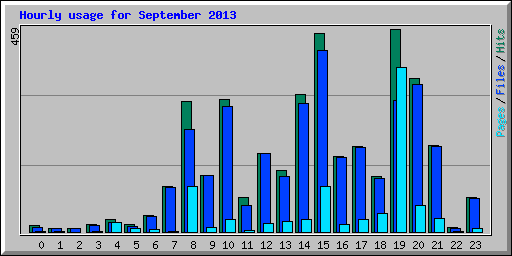 Hourly usage for September 2013
459
Pages / Files / Hits
0 1 2 3 4 5 6 7 8 9 10 11 12 13 14 15 16 17 18 19 20 21 22 23